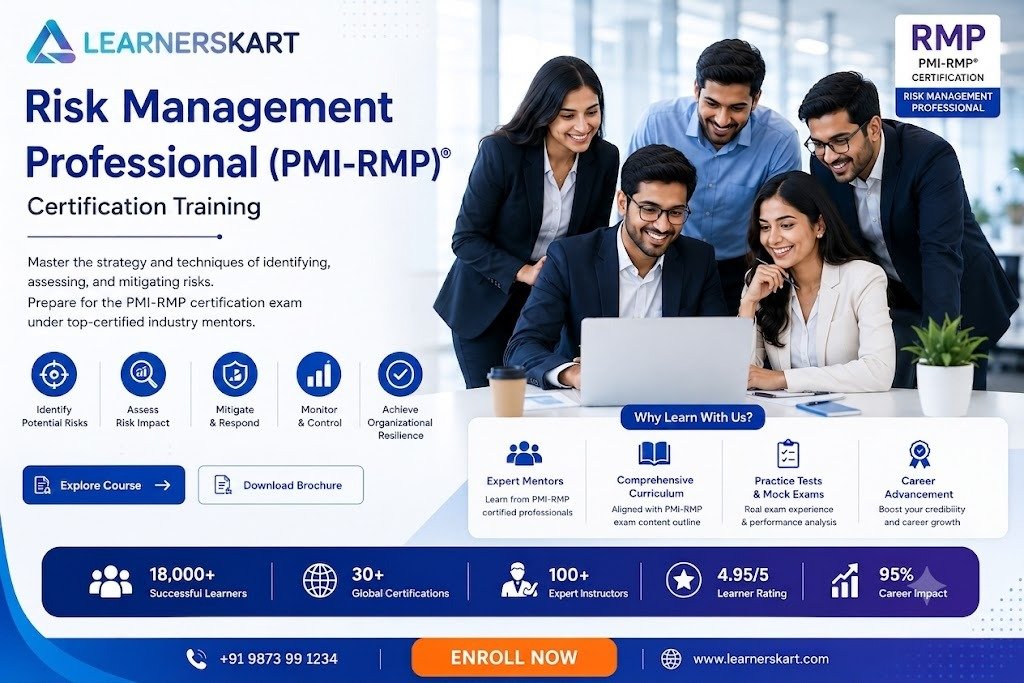 LEARNERSKART
Risk Management
Professional (PMI-RMP)®
Certification Training
Master the strategy and techniques of identifying,
assessing, and mitigating risks.
Prepare for the PMI-RMP certification exam
under top-certified industry mentors.
Identify
Potential Risks
Assess
Risk Impact
Mitigate
& Respond
Monitor
& Control
Achieve
Organizational
Resilience
Explore Course
Download Brochure
RMP
PMI-RMP®
CERTIFICATION
RISK MANAGEMENT
PROFESSIONAL
Why Learn With Us?
Expert Mentors
Learn from PMI-RMP
certified professionals
Comprehensive
Curriculum
Aligned with PMI-RMP
exam content outline
Practice Tests
& Mock Exams
Roal exam experience
& performance analysis
Career
Advancement
Boost your credibility
and career growth
18,000+
Successful Learners
30+
Global Certifications
100+
Expert Instructors
4.95/5
Learner Rating
95%
Career Impact
+91 9873 99 1234
ENROLL NOW
www.learnerskart.com